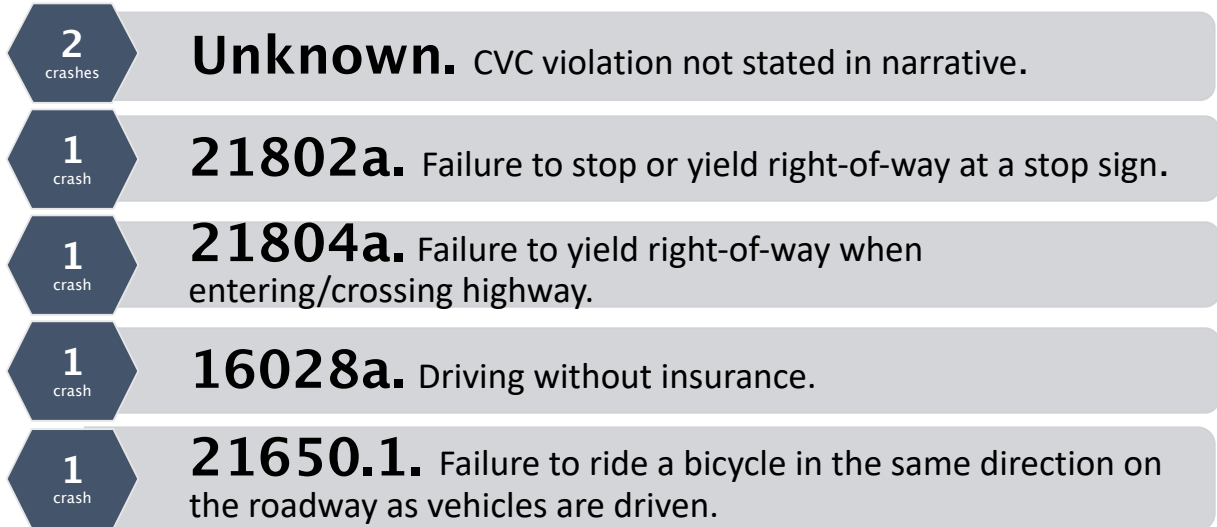 2
crashes
Unknown. CVC violation not stated in narrative.
1
crash
21802a. Failure to stop or yield right-of-way at a stop sign.
1
crash
21804a. Failure to yield right-of-way when
entering/crossing highway.
1
crash
16028a. Driving without insurance.
1
crash
21650.1. Failure to ride a bicycle in the same direction on
the roadway as vehicles are driven.